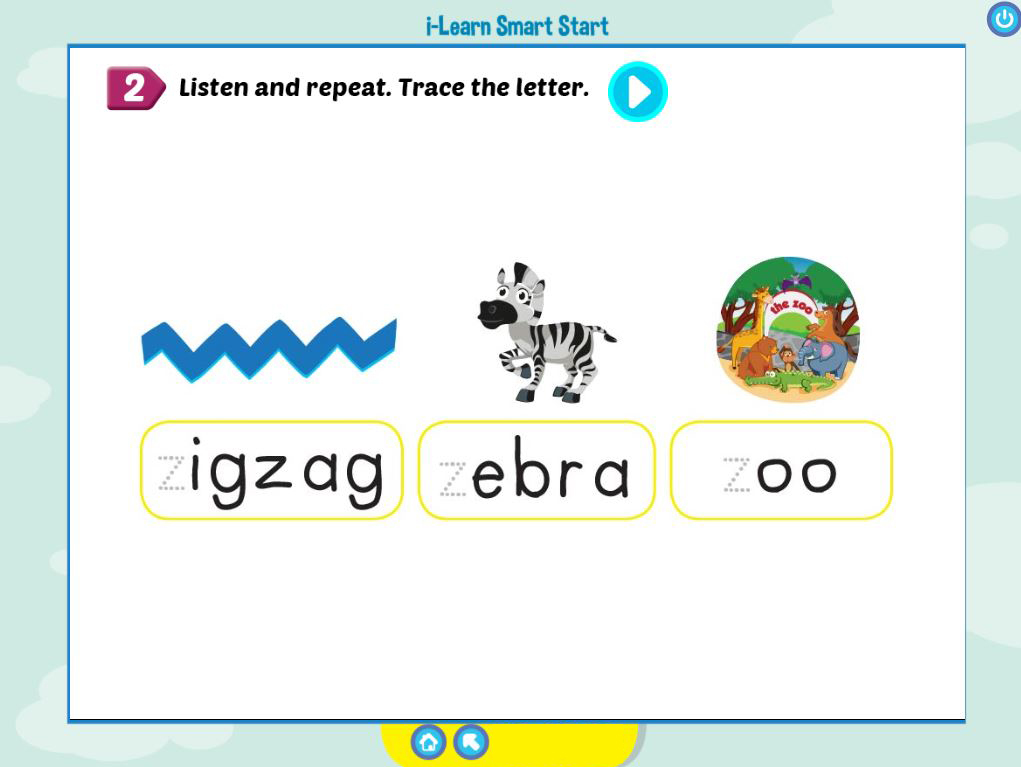 i-Learn Smart Start
2 Listen and repeat. Trace the letter.
the zoo
zigzag zebra zoo